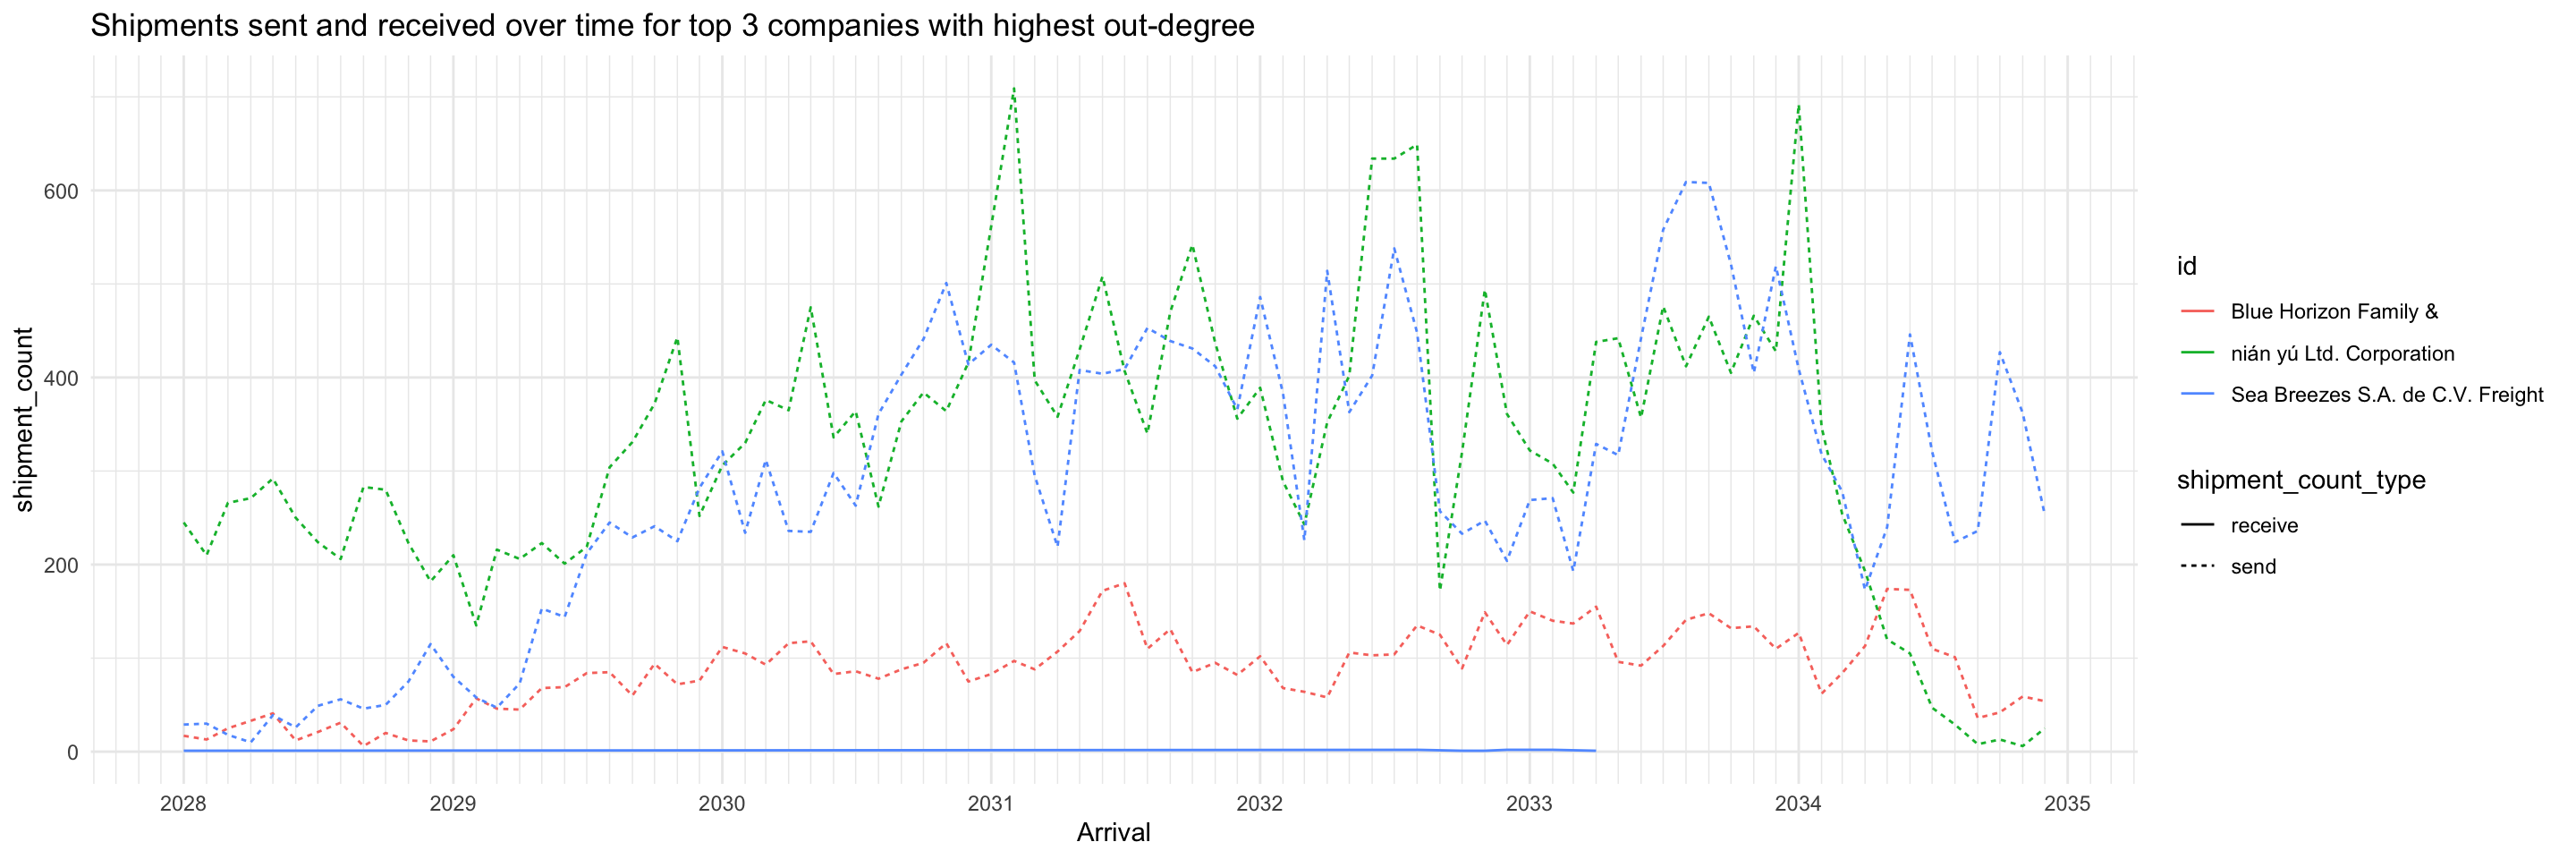 Shipments sent and received over time for top 3 companies with highest out-degree
shipment_count
600
400
200
0
2028
2029
2030
2031
2032
2033
2034
2035
Arrival
id
Blue Horizon Family &
nián yú Ltd. Corporation
Sea Breezes S.A. de C.V. Freight
shipment_count_type
receive
send